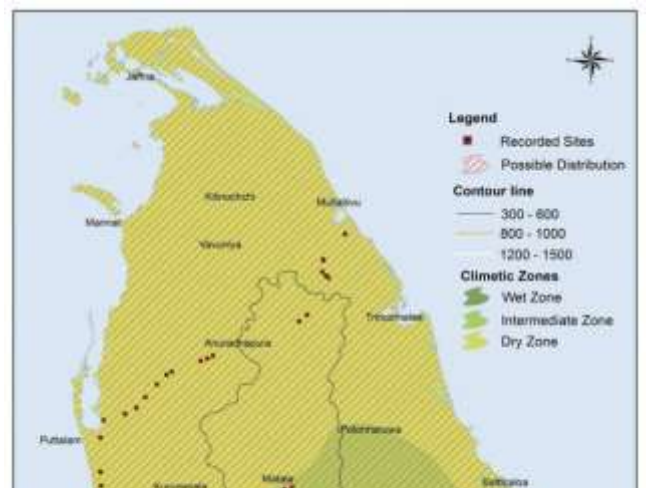 Jaffna
Legend
Recorded Sites
Possible Distribution
Contour line
300 - 600
800 - 1000
1200 - 1500
Climetic Zones
Wet Zone
Intermediate Zone
Dry Zone
Kilinochchi
Mullaitivu
Mannar
Vavuniya
Trincomalee
Anuradhapura
Puttalam
Polonnaruwa
Matale
Kurunegala
Batticaloa